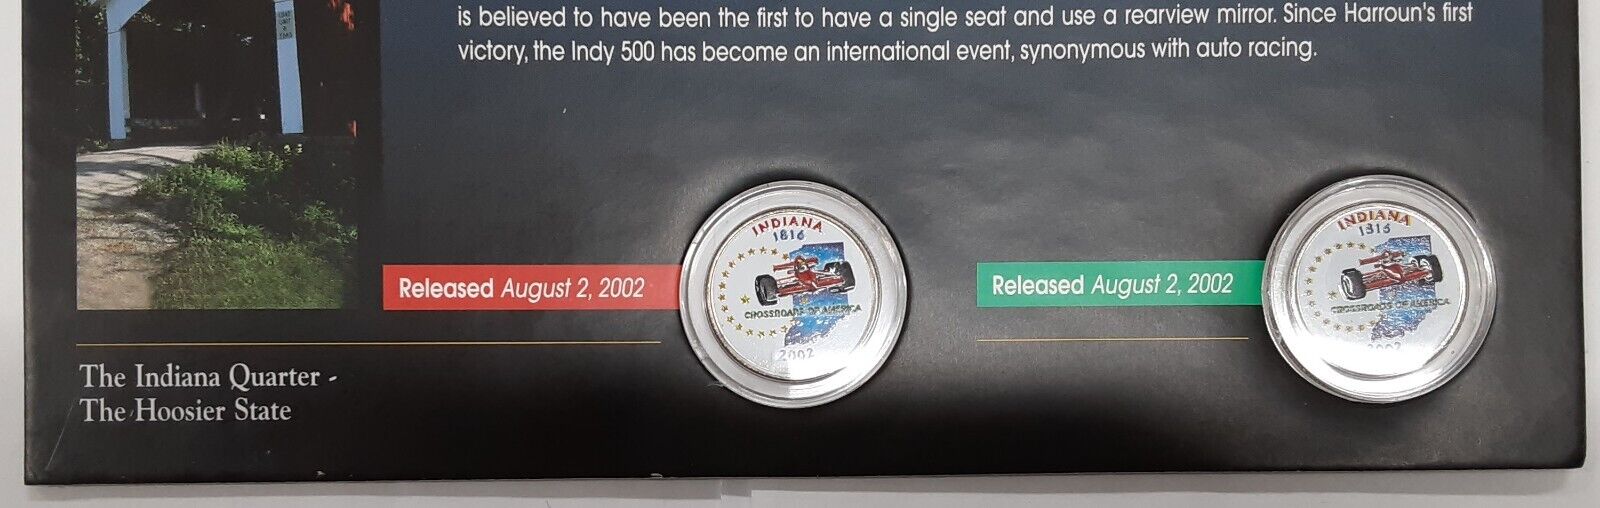 is believed to have been the first to have a single seat and use a rearview mirror. Since Harroun's first
victory, the Indy 500 has become an international event, synonymous with auto racing.
Released August 2, 2002
INDIANA
1816
CROSSROADS OF AMERICA
2002
Released August 2, 2002
INDIANA
1816
CROSSROADS OF AMERICA
2002
The Indiana Quarter -
The Hoosier State